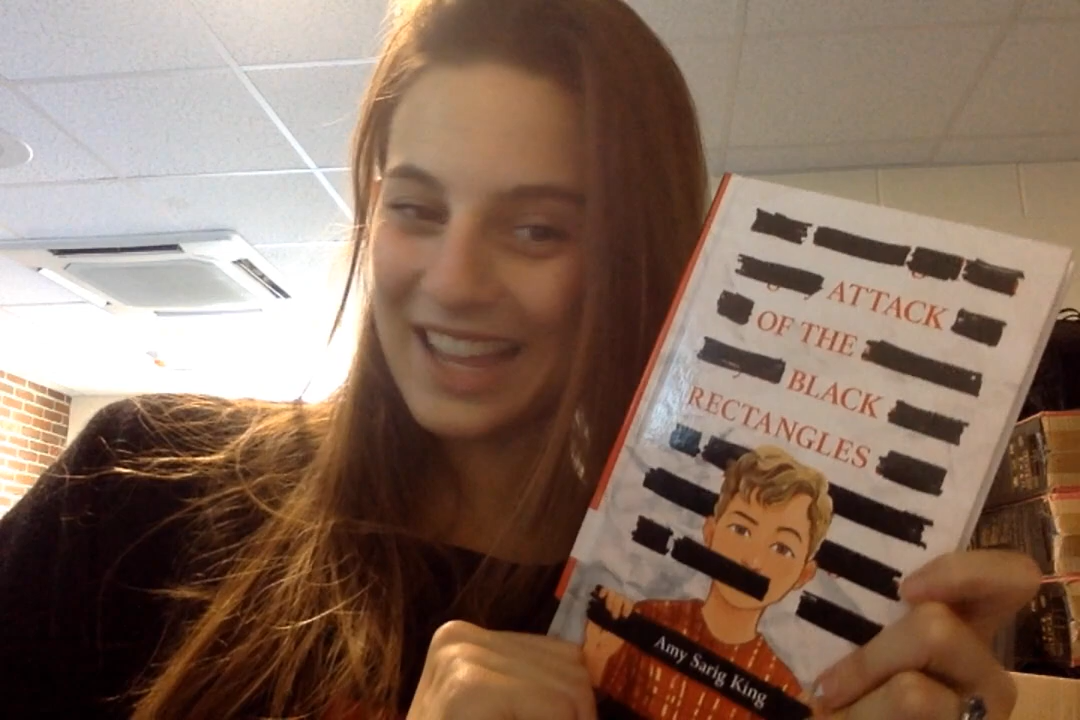 ATTACK
OF THE
BLACK
RECTANGLES
Amy Sarig King